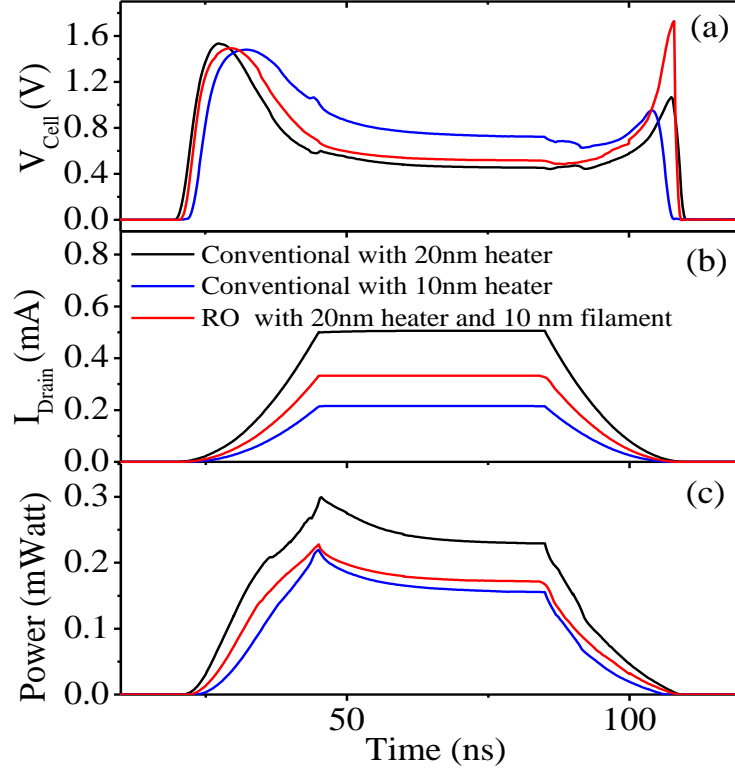 (a)
1.6
1.2
0.8
0.4
0.0
V_Cell (V)
(b)
Conventional with 20nm heater
Conventional with 10nm heater
RO with 20nm heater and 10 nm filament
0.8
0.6
0.4
0.2
0.0
I_Drain (mA)
(c)
0.3
0.2
0.1
0.0
Power (mWatt)
50
100
Time (ns)